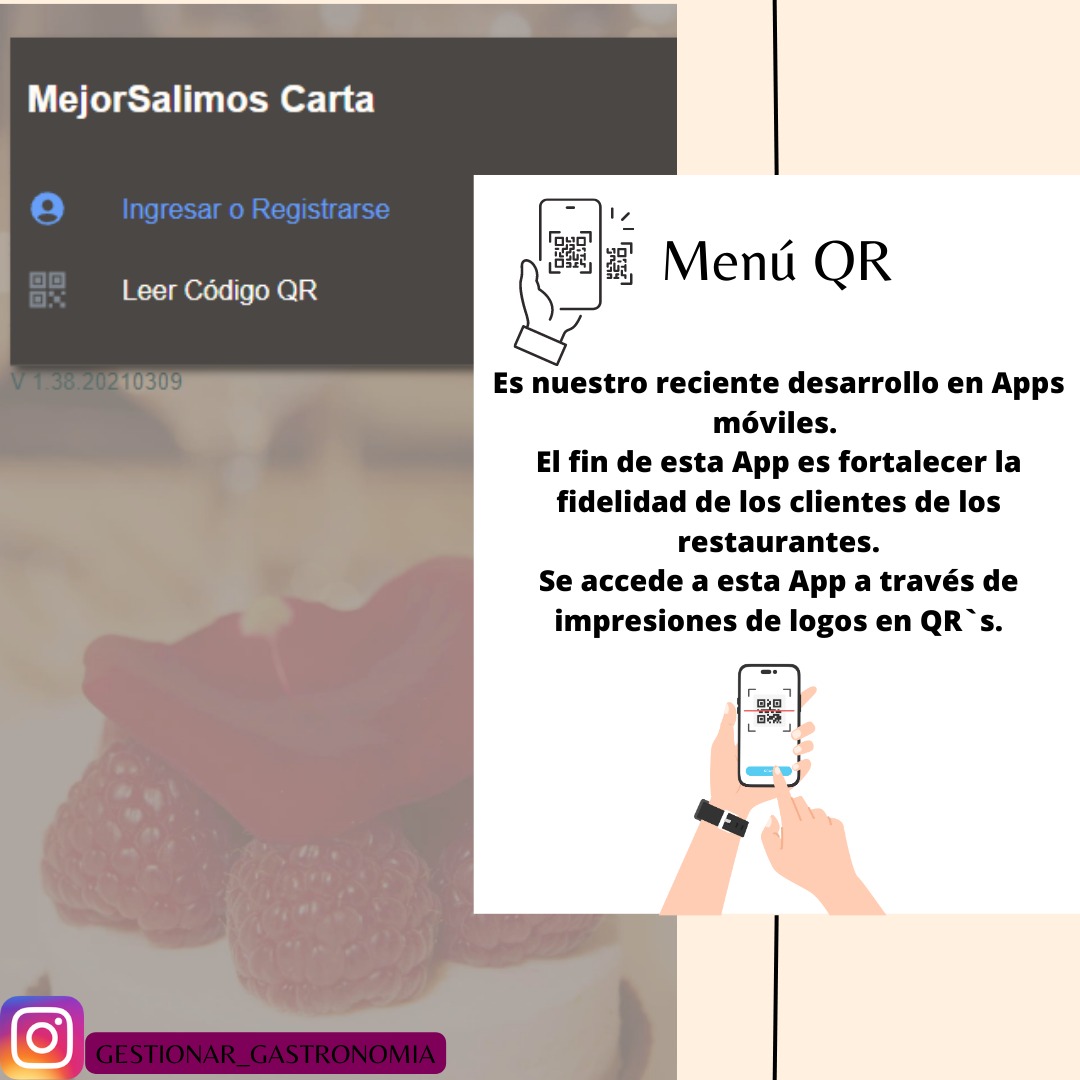 MejorSalimos Carta
Ingresar o Registrarse
Leer Código QR
V 1.38.20210309
Menú QR
Es nuestro reciente desarrollo en Apps
móviles.
El fin de esta App es fortalecer la
fidelidad de los clientes de los
restaurantes.
Se accede a esta App a través de
impresiones de logos en QR`s.
GESTIONAR_GASTRONOMIA